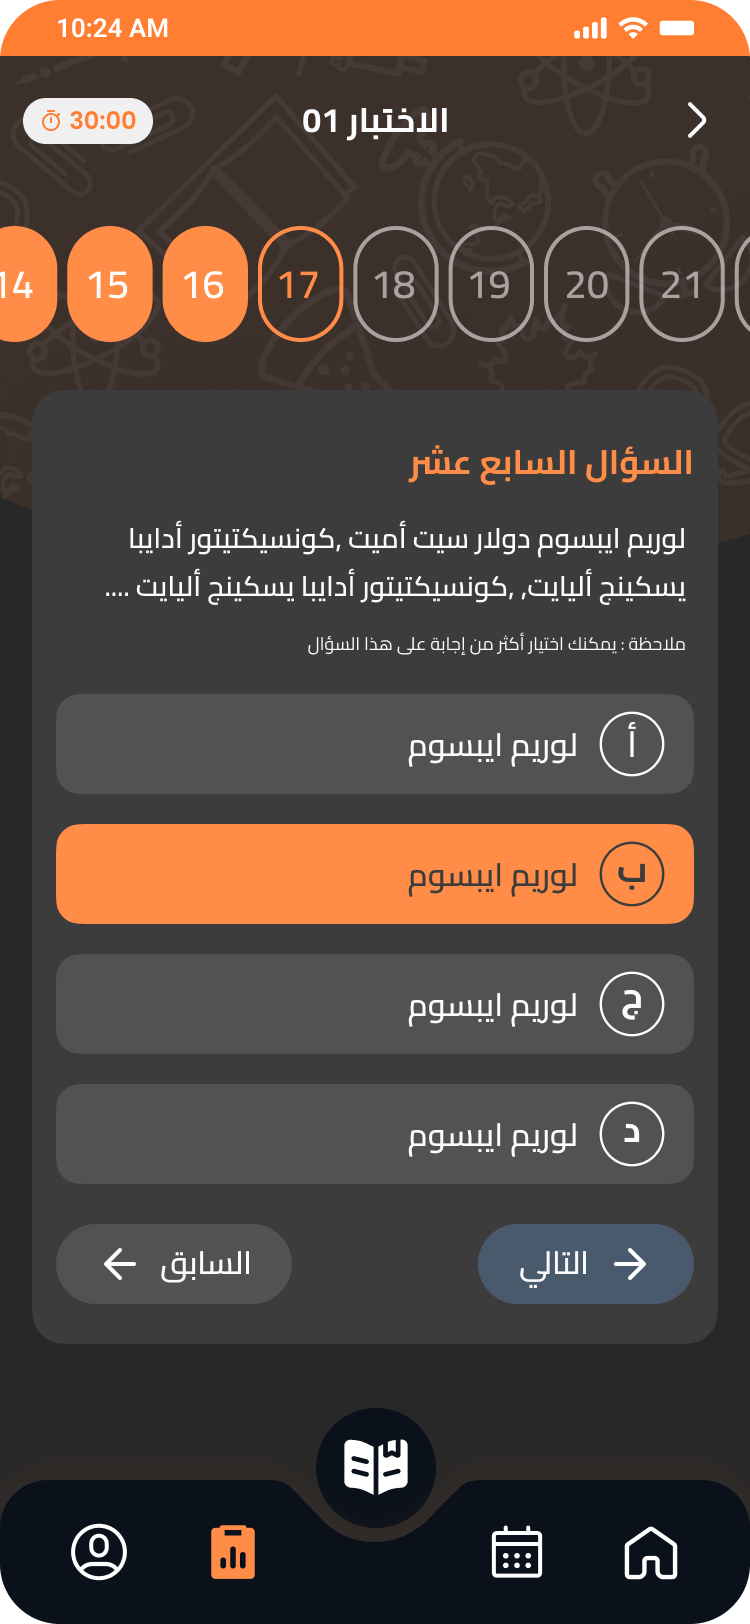 10:24 AM
الاختبار 01
30:00
14 15 16 17 18 19 20 21
السؤال السابع عشر
لوريم ايبسوم دولار سيت أميت ,كونسيكتيتور أدايبا
يسكينج أليايت, ,كونسيكتيتور أدايبا يسكينج أليايت ....
ملاحظة : يمكنك اختيار أكثر من إجابة على هذا السؤال
أ لوريم ايبسوم
ب لوريم ايبسوم
ج لوريم ايبسوم
د لوريم ايبسوم
التالي
السابق